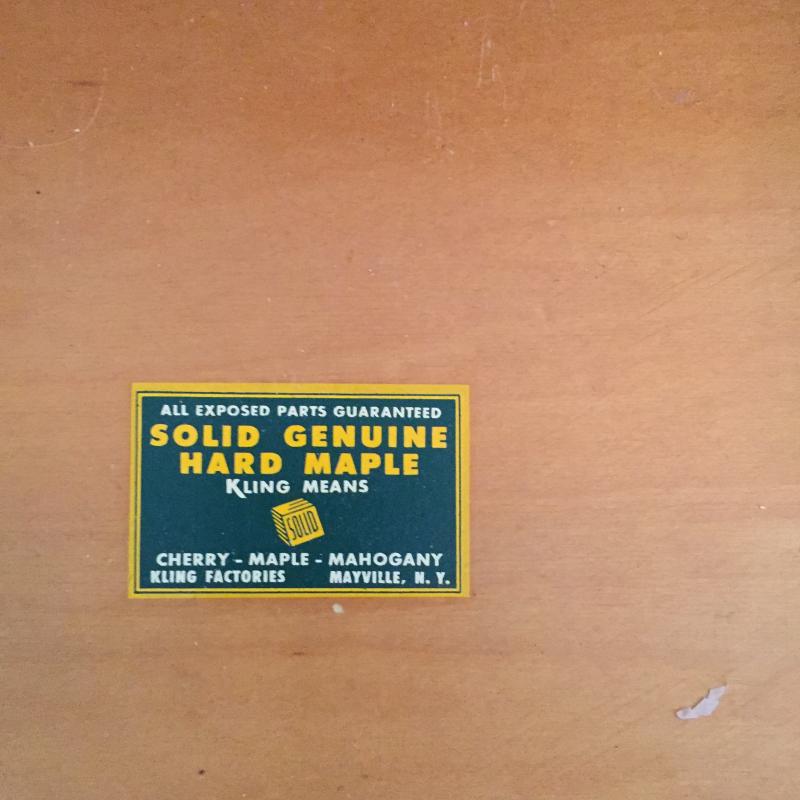 ALL EXPOSED PARTS GUARANTEED
SOLID GENUINE
HARD MAPLE
KLING MEANS
SOLID
CHERRY - MAPLE - MAHOGANY
KLING FACTORIES MAYVILLE, N. Y.